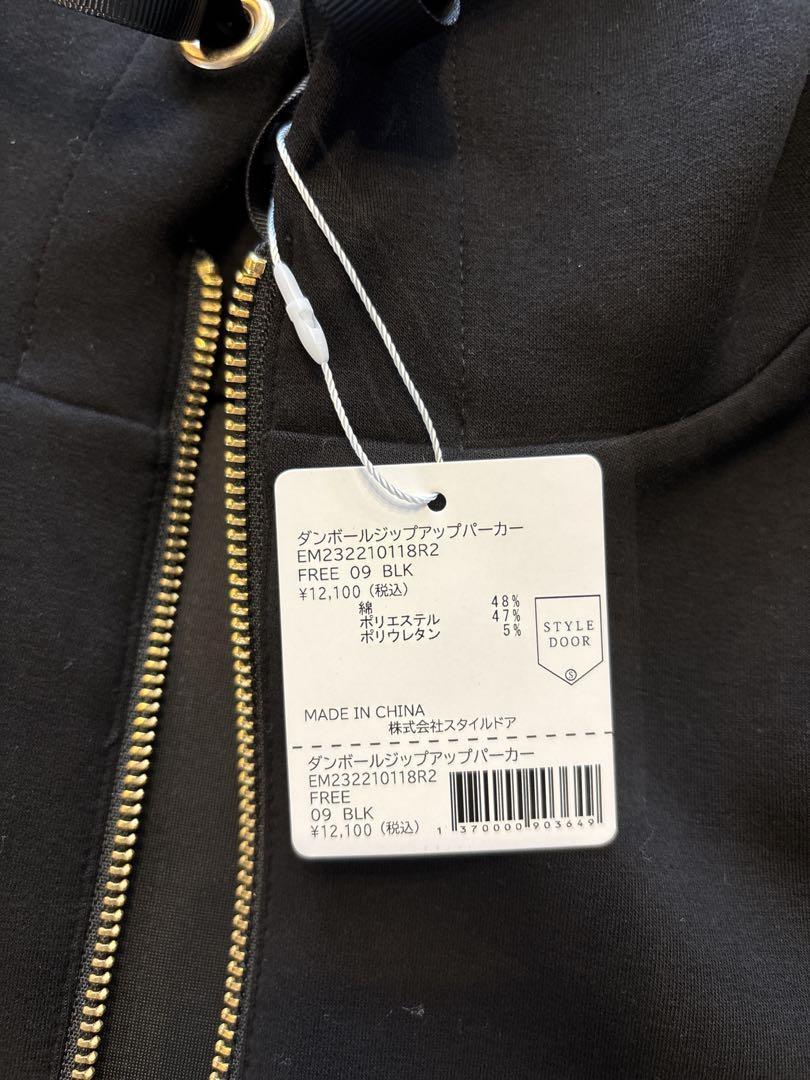 ダンボールジップアップパーカー
EM232210118R2
FREE 09 BLK
¥12,100 (税込)
綿 48%
ポリエステル 47%
ポリウレタン 5%
STYLE
DOOR
S
MADE IN CHINA
株式会社スタイルドア
ダンボールジップアップパーカー
EM232210118R2
FREE
09 BLK
¥12,100 (税込)
1 370000 903649